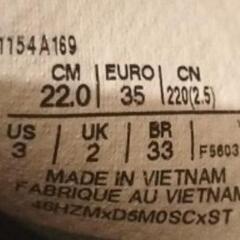 1154A169
CM EURO CN
22.0 35 220(2.5)
US UK BR
3 2 33 F5603
MADE IN VIETNAM
FABRIQUE AU VIETNAM
46HZMxD5M0SCxST